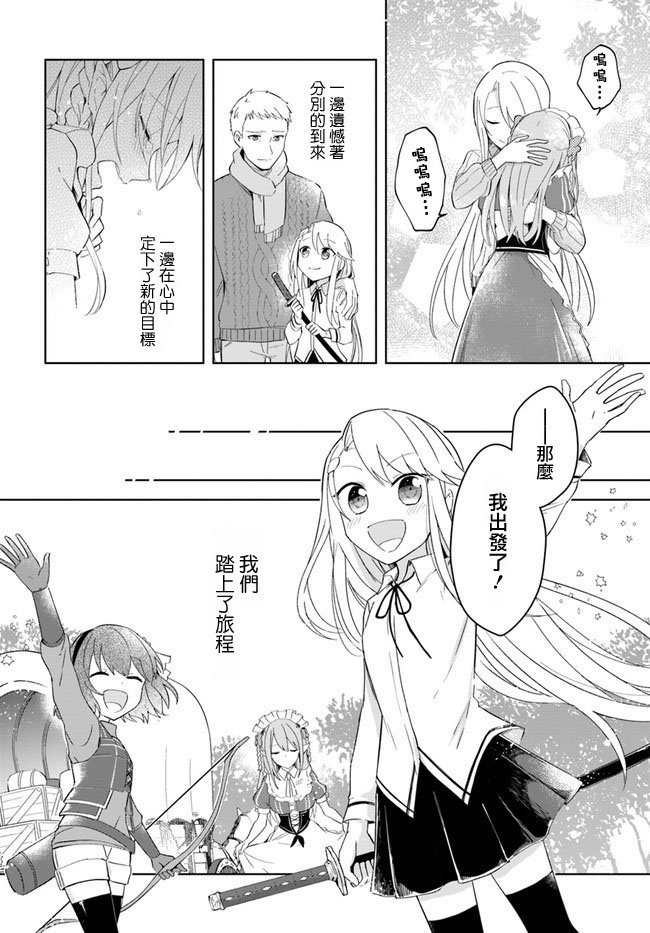 嗚嗚…
嗚嗚嗚…
一邊遺憾著
分別的到來
一邊在心中
定下了新的目標
——那麼
我出發了！
我們
踏上了旅程